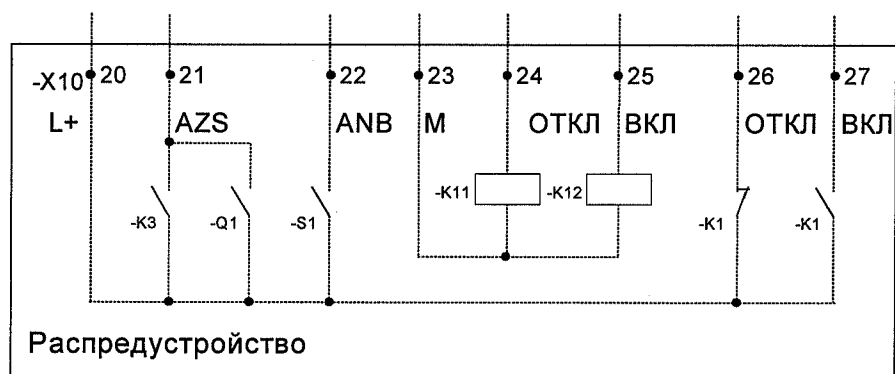 -X10 20 21 22 23 24 25 26 27
L+ AZS ANB M ОТКЛ ВКЛ ОТКЛ ВКЛ
-K11 -K12
-K3 -Q1 -S1 -K1 -K1
Распредустройство